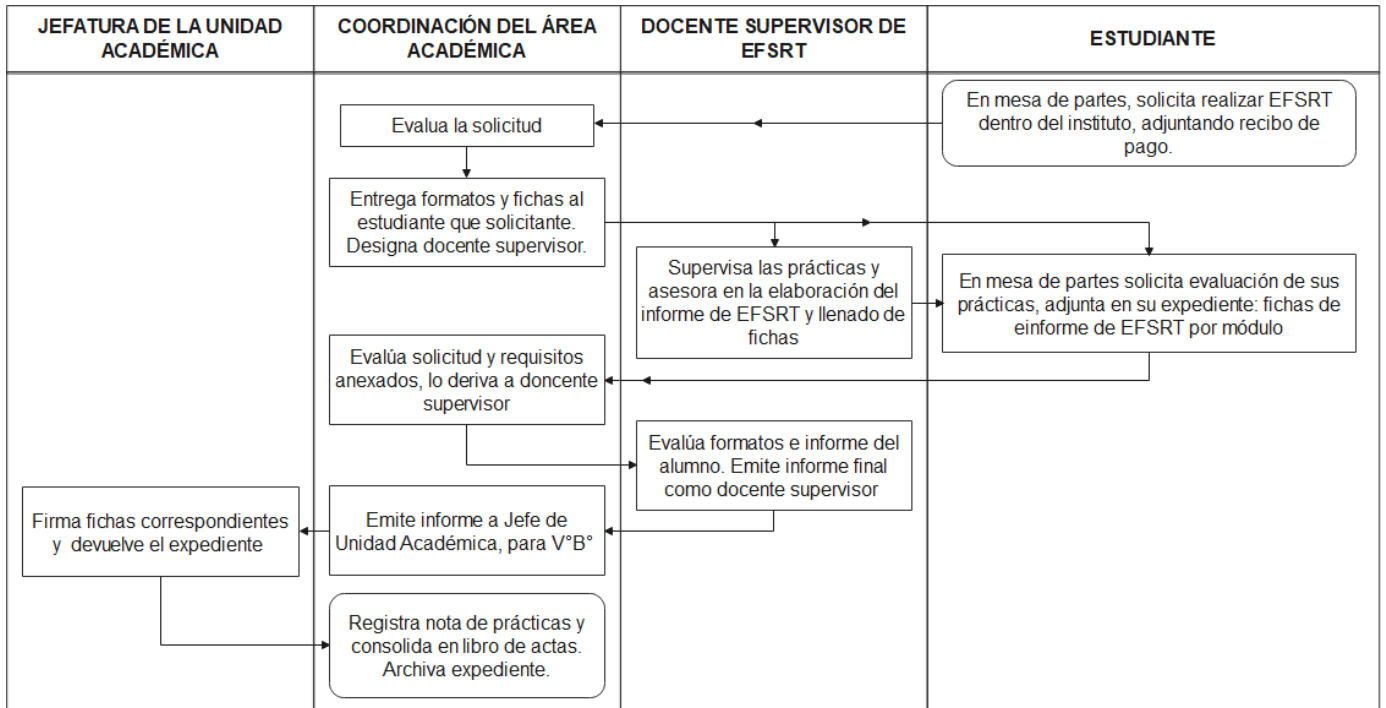 JEFATURA DE LA UNIDAD
ACADÉMICA
COORDINACIÓN DEL ÁREA
ACADÉMICA
DOCENTE SUPERVISOR DE
EFSRT
ESTUDIANTE
En mesa de partes, solicita realizar EFSRT
dentro del instituto, adjuntando recibo de
pago.
Evalua la solicitud
Entrega formatos y fichas al
estudiante que solicitante.
Designa docente supervisor.
Supervisa las prácticas y
asesora en la elaboración del
informe de EFSRT y llenado de
fichas
En mesa de partes solicita evaluación de sus
prácticas, adjunta en su expediente: fichas de
einforme de EFSRT por módulo
Evalúa solicitud y requisitos
anexados, lo deriva a doncente
supervisor
Evalúa formatos e informe del
alumno. Emite informe final
como docente supervisor
Emite informe a Jefe de
Unidad Académica, para V°B°
Firma fichas correspondientes
y devuelve el expediente
Registra nota de prácticas y
consolida en libro de actas.
Archiva expediente.